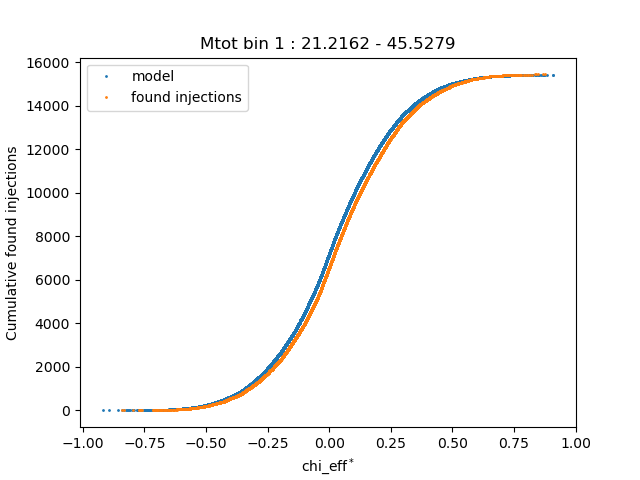 Mtot bin 1 : 21.2162 - 45.5279
model
found injections
Cumulative found injections
16000
14000
12000
10000
8000
6000
4000
2000
0
−1.00 −0.75 −0.50 −0.25 0.00 0.25 0.50 0.75 1.00
chi_eff*